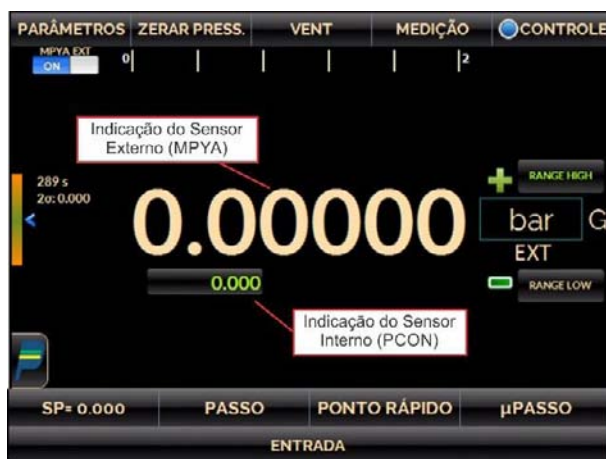 PARÂMETROS ZERAR PRESS. VENT MEDIÇÃO CONTROLE
MPYA EXT
ON
0 2
Indicação do Sensor
Externo (MPYA)
289 s
2σ: 0.000
0.00000
RANGE HIGH
bar G
EXT
RANGE LOW
0.000
Indicação do Sensor
Interno (PCON)
SP= 0.000 PASSO PONTO RÁPIDO µPASSO
ENTRADA